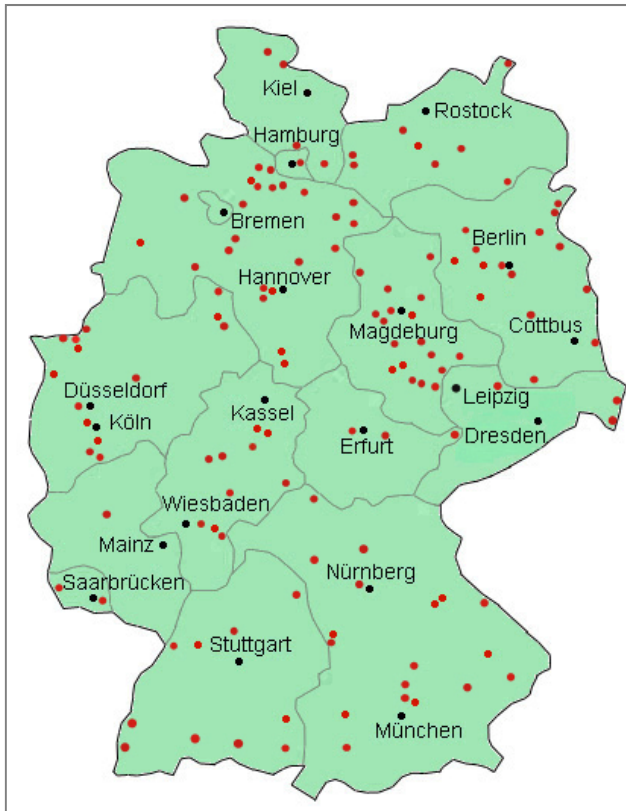 Kiel
Rostock
Hamburg
Bremen
Berlin
Hannover
Magdeburg
Cottbus
Düsseldorf
Kassel
Leipzig
Köln
Erfurt
Dresden
Wiesbaden
Mainz
Saarbrücken
Nürnberg
Stuttgart
München